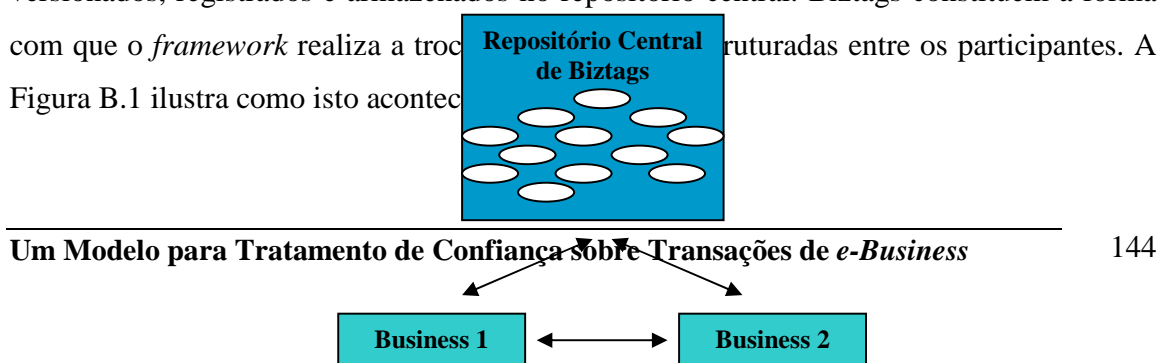 versionados, registrados e armazenados no repositório central. Biztags constituem a forma
com que o framework realiza a troc
Repositório Central
de Biztags
ruturadas entre os participantes. A
Figura B.1 ilustra como isto acontec
Um Modelo para Tratamento de Confiança sobre Transações de e-Business 144
Business 1
Business 2